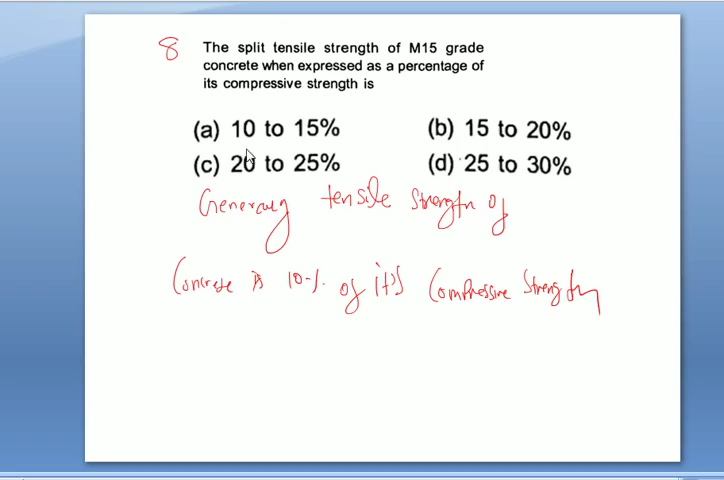 8 The split tensile strength of M15 grade
concrete when expressed as a percentage of
its compressive strength is
(a) 10 to 15% (b) 15 to 20%
(c) 20 to 25% (d) 25 to 30%
Generally tensile strength of
Concrete is 10% of it's Compressive Strength